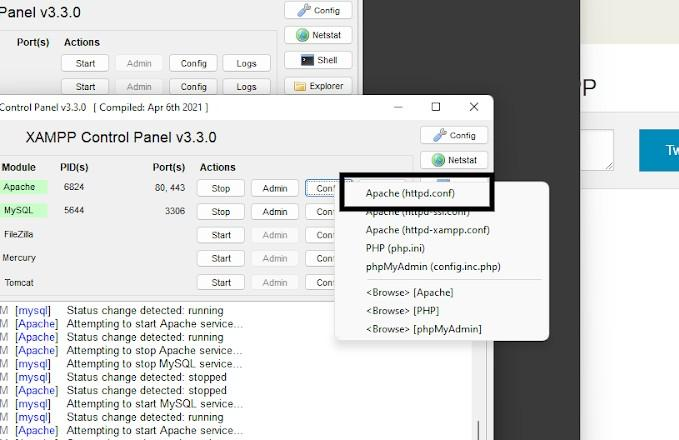 Panel v3.3.0
Config
Netstat
Port(s) Actions
Start Admin Config Logs
Shell
Start Admin Config Logs
Explorer
Control Panel v3.3.0 [ Compiled: Apr 6th 2021 ]
XAMPP Control Panel v3.3.0
Config
Netstat
Module PID(s) Port(s) Actions
Apache 6824 80, 443 Stop Admin
MySQL 5644 3306 Stop Admin
FileZilla Start Admin
Mercury Start Admin
Tomcat Start Admin
Apache (httpd.conf)
Apache (httpd-ssl.conf)
Apache (httpd-xampp.conf)
PHP (php.ini)
phpMyAdmin (config.inc.php)
<Browse> [Apache]
<Browse> [PHP]
<Browse> [phpMyAdmin]
[mysql] Status change detected: running
[Apache] Attempting to start Apache service...
[Apache] Status change detected: running
[Apache] Attempting to stop Apache service...
[mysql] Attempting to stop MySQL service...
[mysql] Status change detected: stopped
[Apache] Status change detected: stopped
[mysql] Attempting to start MySQL service...
[mysql] Status change detected: running
[Apache] Attempting to start Apache service...